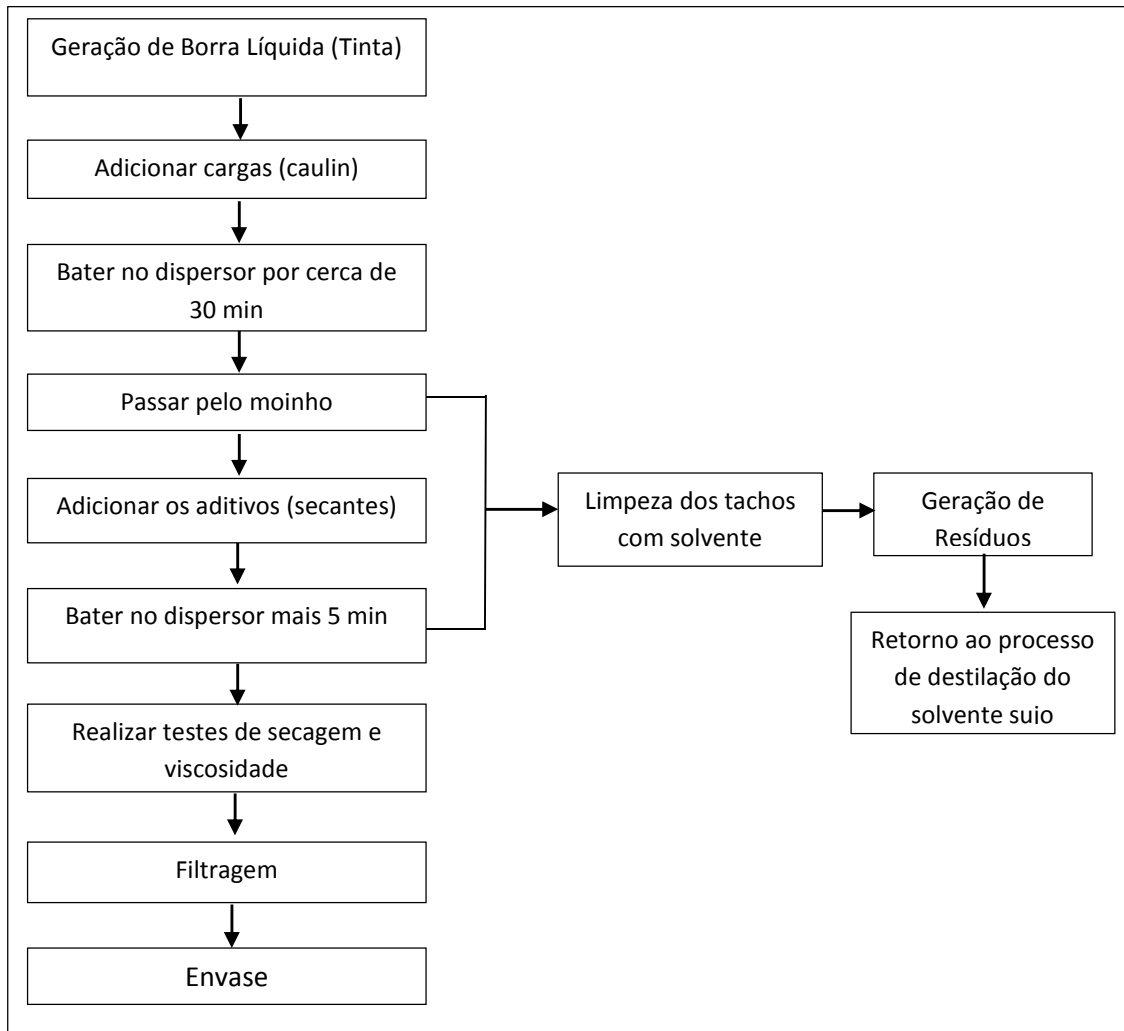 Geração de Borra Líquida (Tinta)
Adicionar cargas (caulin)
Bater no dispersor por cerca de
30 min
Passar pelo moinho
Adicionar os aditivos (secantes)
Bater no dispersor mais 5 min
Realizar testes de secagem e
viscosidade
Filtragem
Envase
Limpeza dos tachos
com solvente
Geração de
Resíduos
Retorno ao processo
de destilação do
solvente sujo